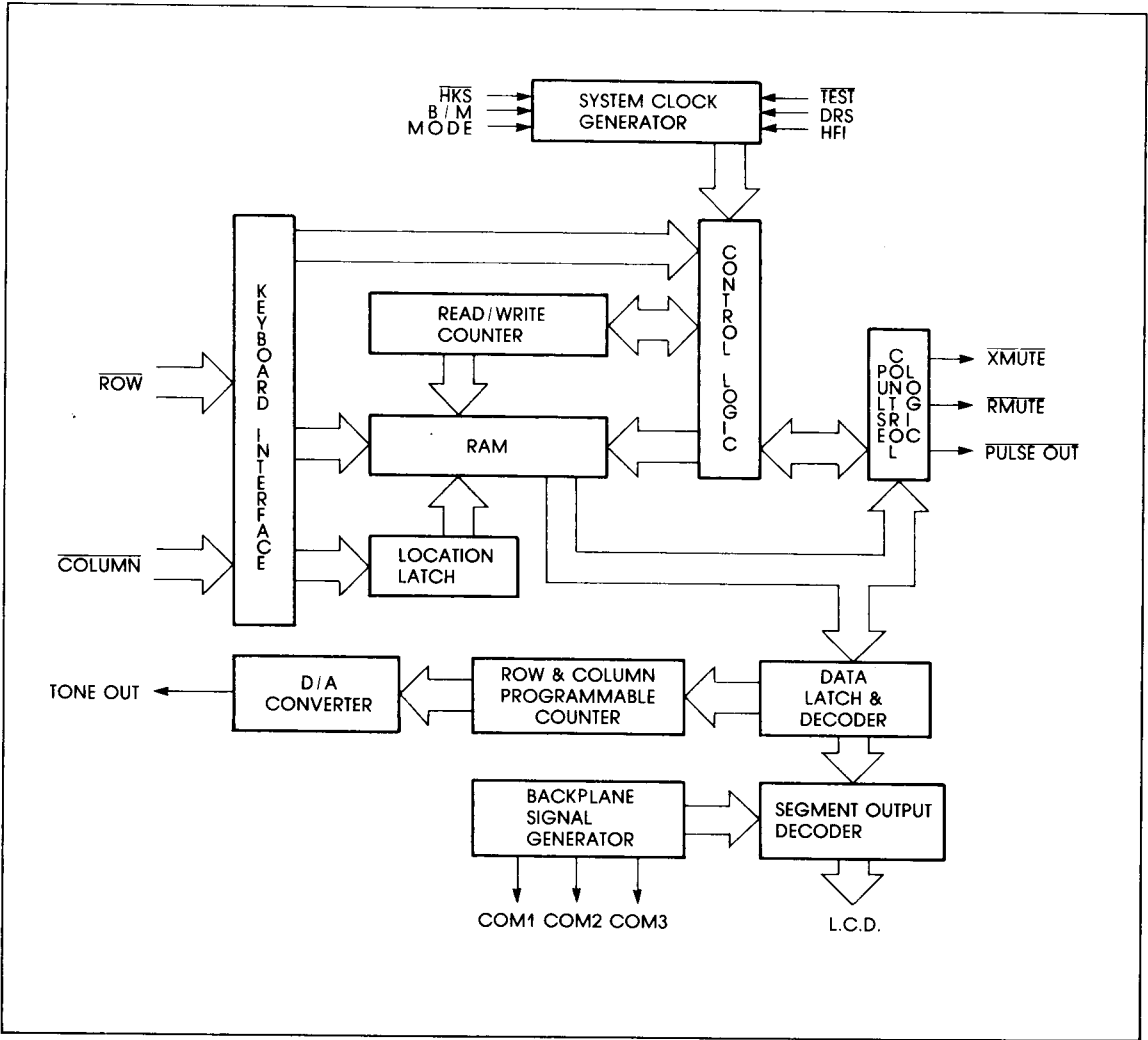 HKS
B/M
MODE
SYSTEM CLOCK
GENERATOR
TEST
DRS
HFI
KEYBOARD INTERFACE
READ/WRITE
COUNTER
CONTROL LOGIC
PULSE CONTROL LOGIC
XMUTE
RMUTE
PULSE OUT
ROW
RAM
COLUMN
LOCATION
LATCH
TONE OUT
D/A
CONVERTER
ROW & COLUMN
PROGRAMMABLE
COUNTER
DATA
LATCH &
DECODER
BACKPLANE
SIGNAL
GENERATOR
SEGMENT OUTPUT
DECODER
COM1 COM2 COM3
L.C.D.